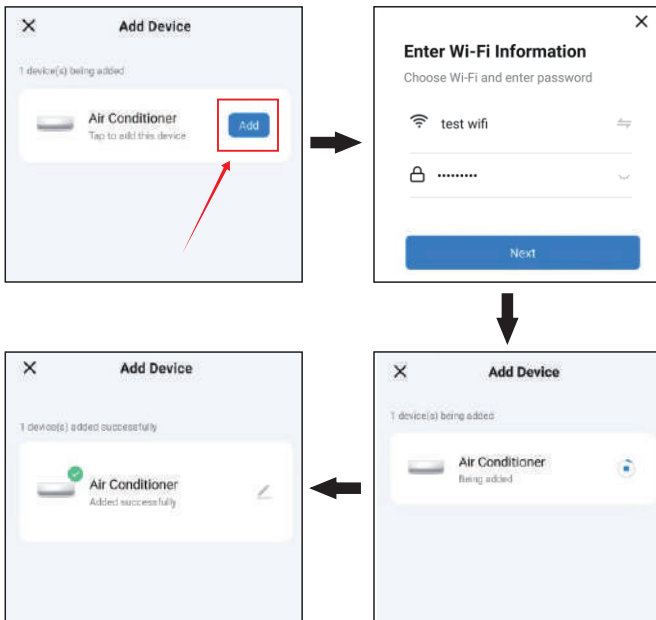 Add Device
1 device(s) being added
Air Conditioner
Tap to add this device
Add
Enter Wi-Fi Information
Choose Wi-Fi and enter password
test wifi
•••••••••
Next
Add Device
1 device(s) being added
Air Conditioner
Being added
Add Device
1 device(s) added successfully
Air Conditioner
Added successfully